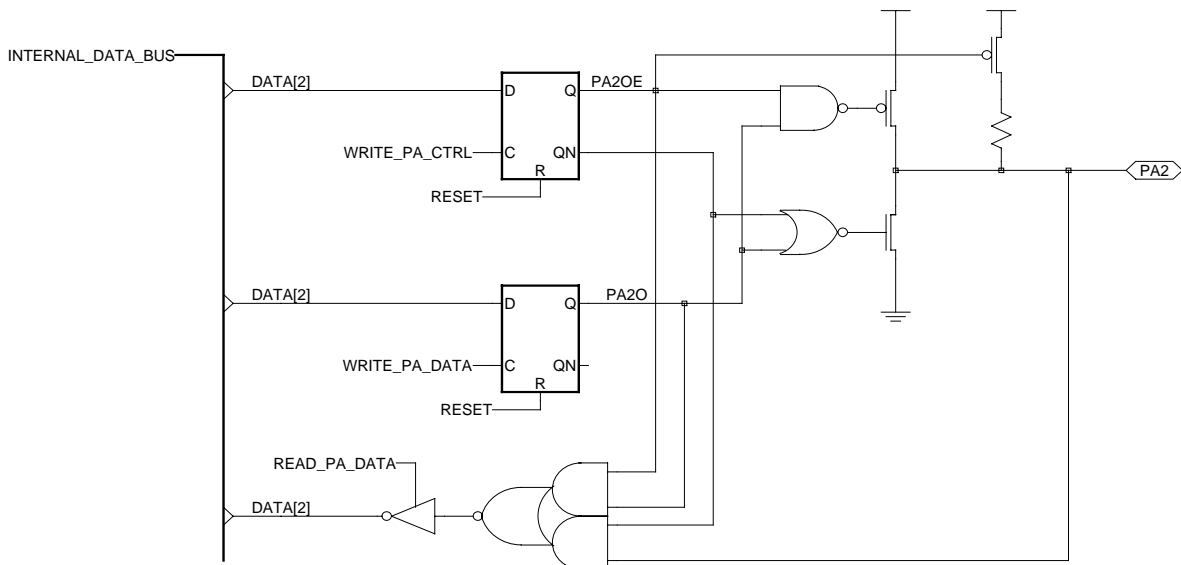 INTERNAL_DATA_BUS
DATA[2]
D
Q
PA2OE
WRITE_PA_CTRL
C
QN
R
RESET
PA2
DATA[2]
D
Q
PA2O
WRITE_PA_DATA
C
QN
R
RESET
READ_PA_DATA
DATA[2]